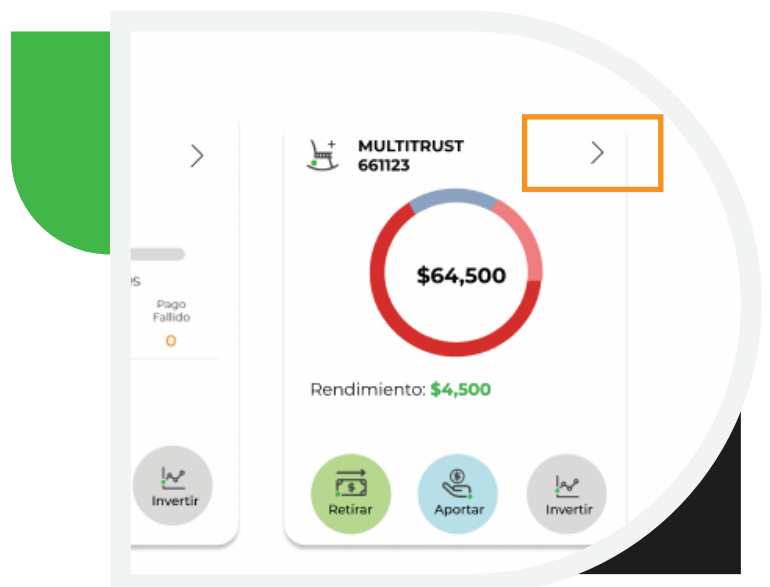 MULTITRUST
661123
$64,500
Pago
Fallido
0
Rendimiento: $4,500
Invertir
Retirar
Aportar
Invertir